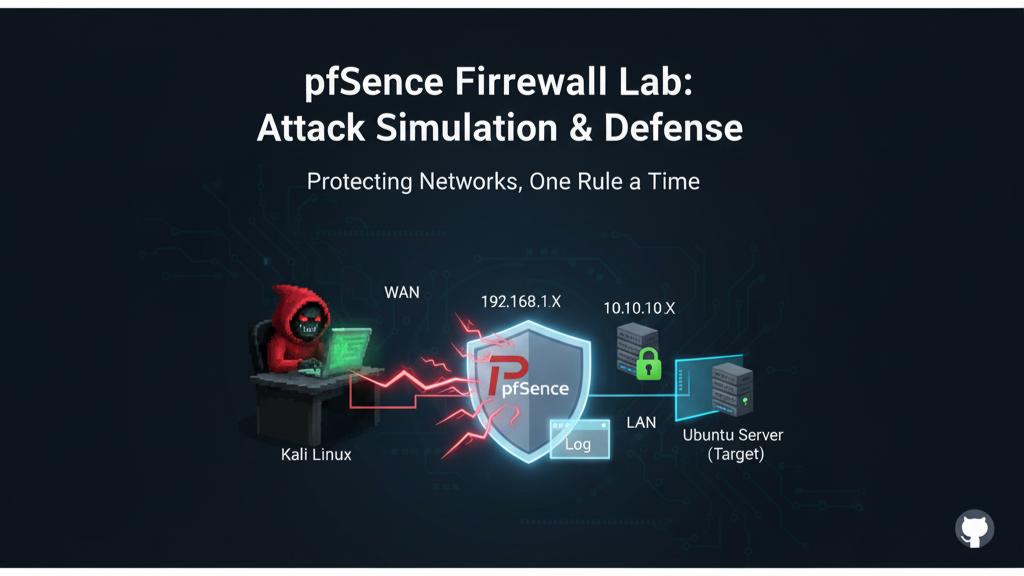 pfSence Firrewall Lab:
Attack Simulation & Defense
Protecting Networks, One Rule a Time
WAN
192.168.1.X
10.10.10.X
pfSence
Log
LAN
Kali Linux
Ubuntu Server
(Target)